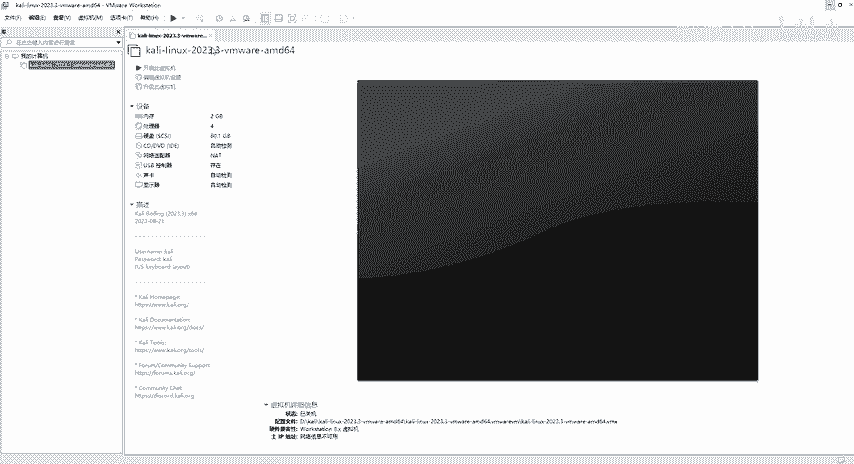 kali-linux-2023.3-vmware-amd64 - VMware Workstation
文件(F) 编辑(E) 查看(V) 虚拟机(M) 选项卡(T) 帮助(H)
库
在此处键入内容进行搜索
我的计算机
kali-linux-2023.3-vmware...
kali-linux-2023.3-vmware-amd64
开启此虚拟机
编辑虚拟机设置
升级此虚拟机
设备
内存 2 GB
处理器 4
硬盘 (SCSI) 80.1 GB
CD/DVD (IDE) 自动检测
网络适配器 NAT
USB 控制器 存在
声卡 自动检测
显示器 自动检测
描述
Kali Rolling (2023.3) x64
2023-08-21
- - - - - - - - - - - - - - - - - -
Username: kali
Password: kali
(US keyboard layout)
- - - - - - - - - - - - - - - - - -
* Kali Homepage:
https://www.kali.org/
* Kali Documentation:
https://www.kali.org/docs/
* Kali Tools:
https://www.kali.org/tools/
* Forum/Community Support:
https://forums.kali.org/
* Community Chat:
https://discord.kali.org
虚拟机详细信息
状态: 已关机
配置文件: D:\kali\kali-linux-2023.3-vmware-amd64\kali-linux-2023.3-vmware-amd64.vmwarevm\kali-linux-2023.3-vmware-amd64.vmx
硬件兼容性: Workstation 8.x 虚拟机
主 IP 地址: 网络信息不可用